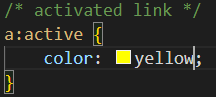 /* activated link */
a:active {
    color: yellow;
}